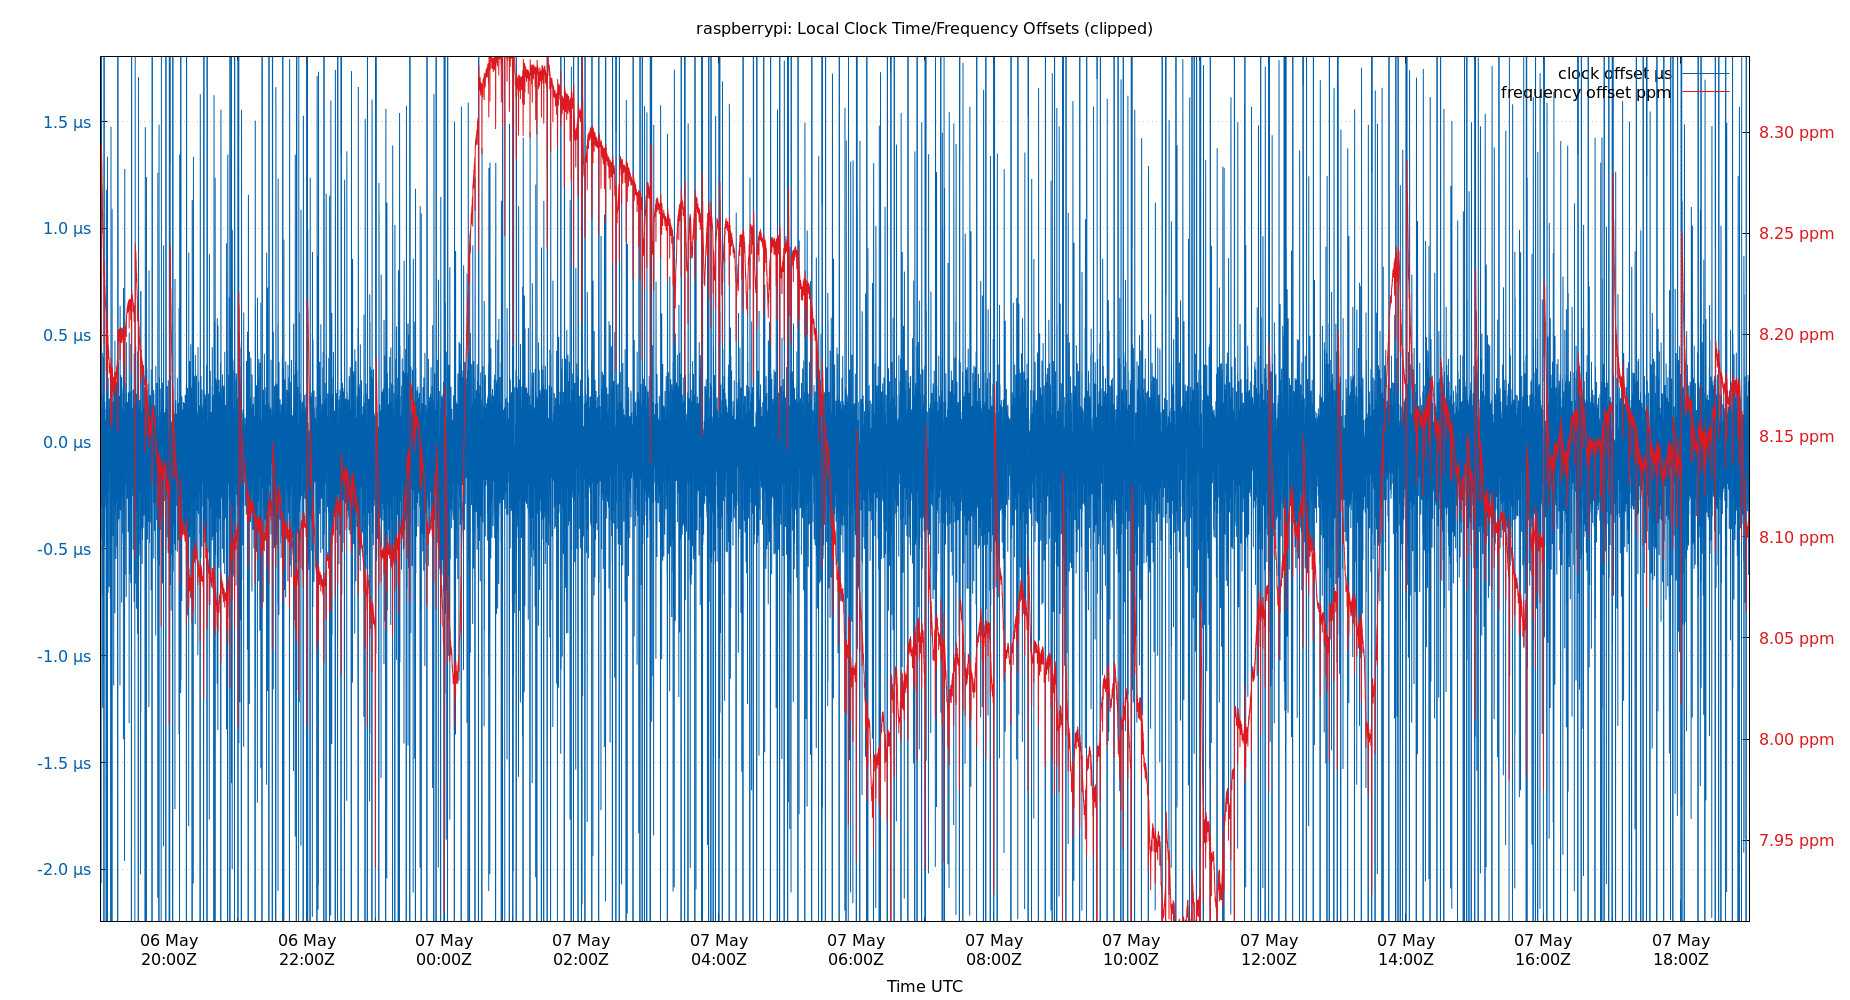 raspberrypi: Local Clock Time/Frequency Offsets (clipped)
clock offset µs
frequency offset ppm
1.5 µs
1.0 µs
0.5 µs
0.0 µs
-0.5 µs
-1.0 µs
-1.5 µs
-2.0 µs
8.30 ppm
8.25 ppm
8.20 ppm
8.15 ppm
8.10 ppm
8.05 ppm
8.00 ppm
7.95 ppm
06 May 06 May 07 May 07 May 07 May 07 May 07 May 07 May 07 May 07 May 07 May 07 May
20:00Z 22:00Z 00:00Z 02:00Z 04:00Z 06:00Z 08:00Z 10:00Z 12:00Z 14:00Z 16:00Z 18:00Z
Time UTC